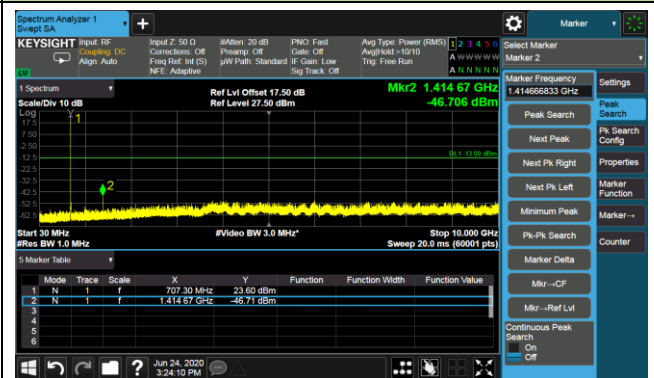 Spectrum Analyzer 1
Swept SA
+
Marker
KEYSIGHT
Input: RF
Coupling: DC
Align: Auto
Input Z: 50 Ω
Corrections: Off
Freq Ref: Int (S)
NFE: Adaptive
#Atten: 20 dB
Preamp: Off
µW Path: Standard
PNO: Fast
Gate: Off
IF Gain: Low
Sig Track: Off
Avg Type: Power (RMS)
Avg|Hold >10/10
Trig: Free Run
1 2 3 4 5 6
A W W W W W
A N N N N N
LXI
Select Marker
Marker 2
1 Spectrum
Scale/Div 10 dB
Ref Lvl Offset 17.50 dB
Ref Level 27.50 dBm
Mkr2 1.414 67 GHz
-46.706 dBm
Log
17.5
7.50
-2.50
-12.5
-22.5
-32.5
-42.5
-52.5
-62.5
1
2
DL1 -13.00 dBm
Start 30 MHz
#Res BW 1.0 MHz
#Video BW 3.0 MHz*
Stop 10.000 GHz
Sweep 20.0 ms (60001 pts)
5 Marker Table
Mode Trace Scale X Y Function Function Width Function Value
1 N 1 f 707.30 MHz 23.60 dBm
2 N 1 f 1.414 67 GHz -46.71 dBm
3
4
5
6
Marker Frequency
1.414666833 GHz
Peak Search
Next Peak
Next Pk Right
Next Pk Left
Minimum Peak
Pk-Pk Search
Marker Delta
Mkr→CF
Mkr→Ref Lvl
Continuous Peak
Search
On
Off
Settings
Peak
Search
Pk Search
Config
Properties
Marker
Function
Marker→
Counter
?
Jun 24, 2020
3:24:10 PM